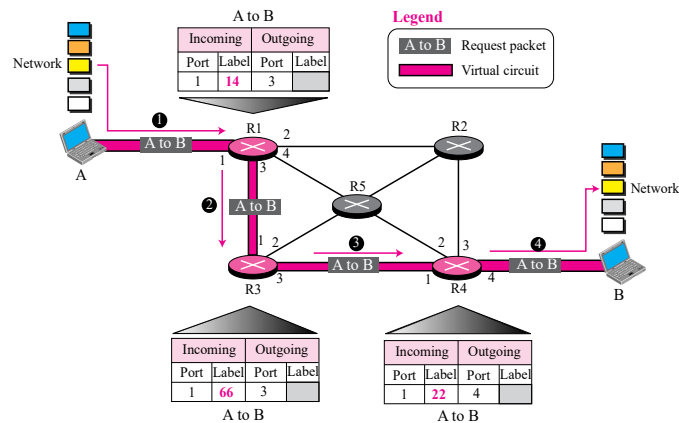 A to B
Incoming Outgoing
Port Label Port Label
1 14 3
Legend
A to B Request packet
Virtual circuit
Network
1
A to B
A
1
R1
2
4
3
R2
2
A to B
R5
Network
1
2
R3
3
3
A to B
2
3
R4
1
4
4
A to B
B
Incoming Outgoing
Port Label Port Label
1 66 3
A to B
Incoming Outgoing
Port Label Port Label
1 22 4
A to B